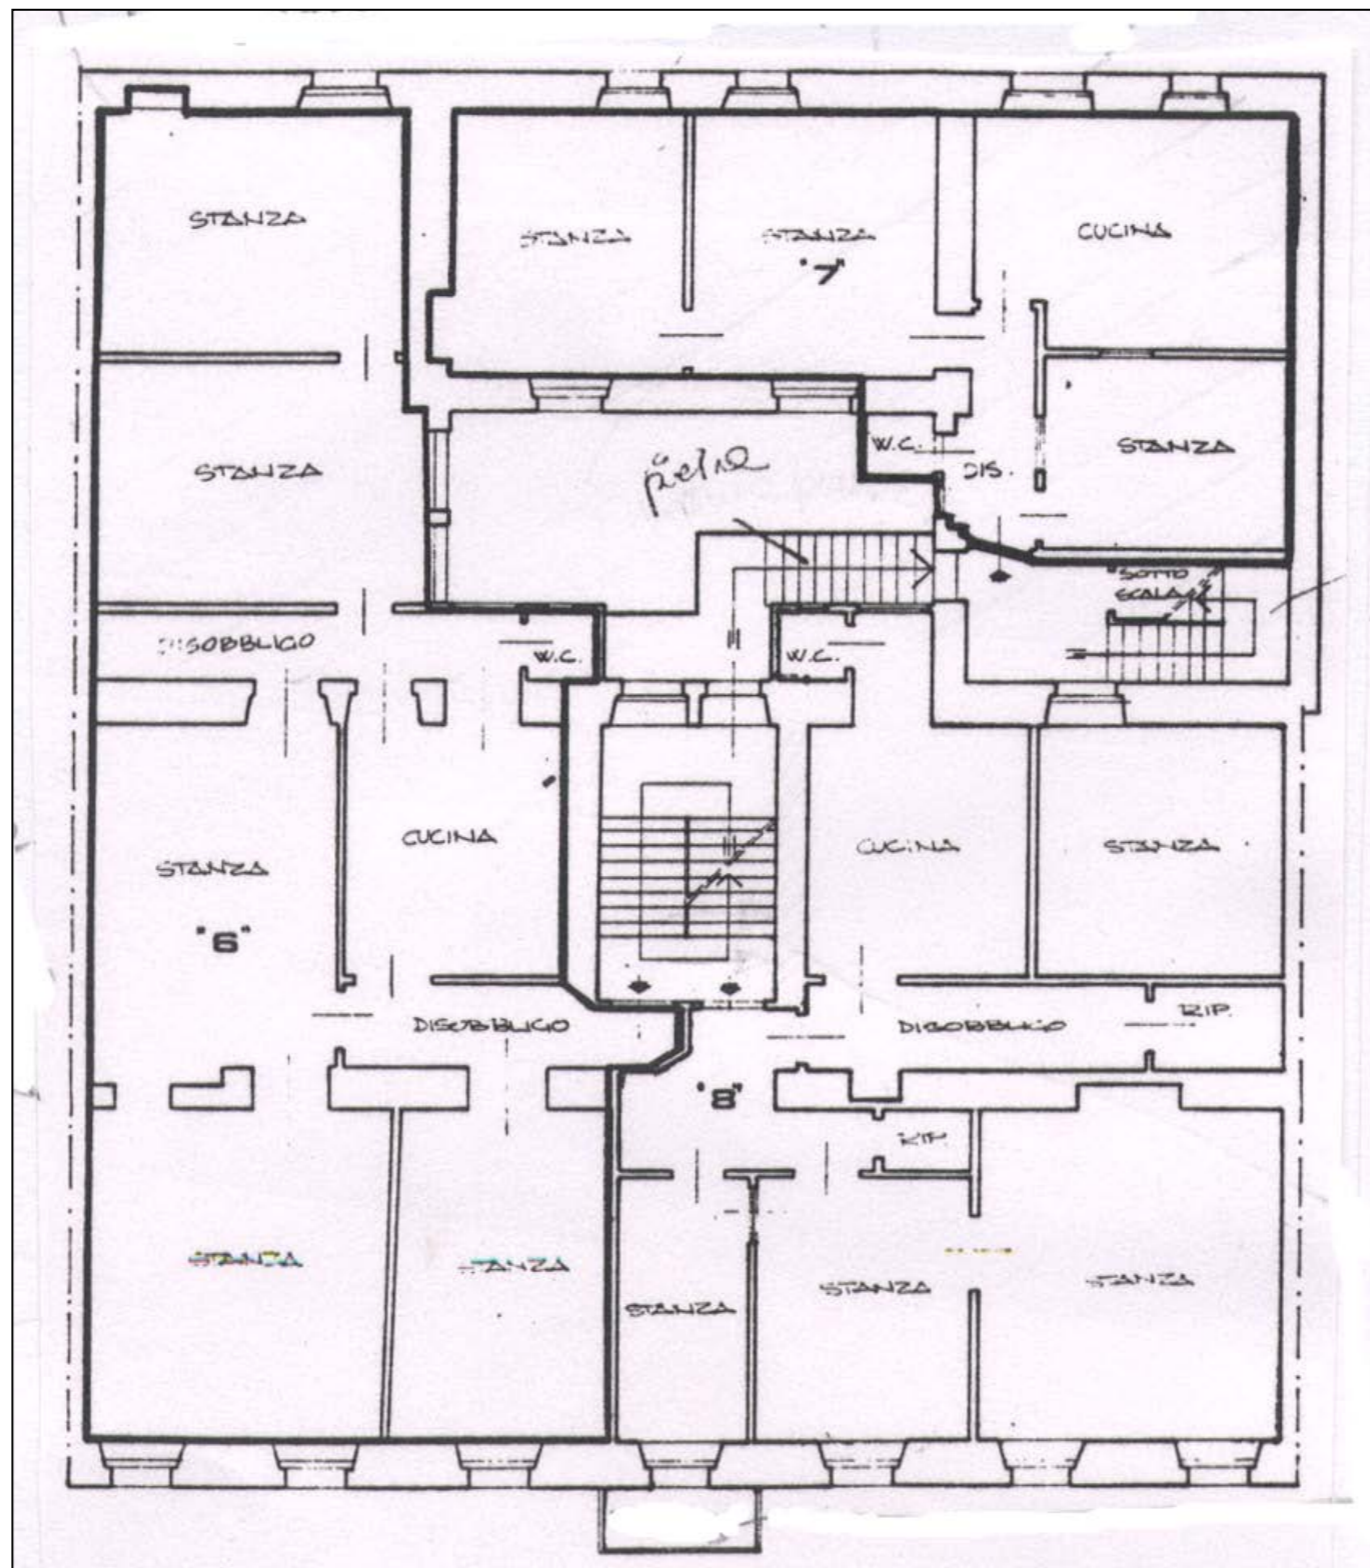 STANZA
STANZA
STANZA
CUCINA
"7"
W.C.
DIS.
STANZA
STANZA
"SOTTO
SCALA"
DISOBBLIGO
W.C.
W.C.
CUCINA
CUCINA
STANZA
STANZA
"6"
DISOBBLIGO
DISOBBLIGO
RIP.
"8"
RIP.
STANZA
STANZA
STANZA
STANZA
STANZA